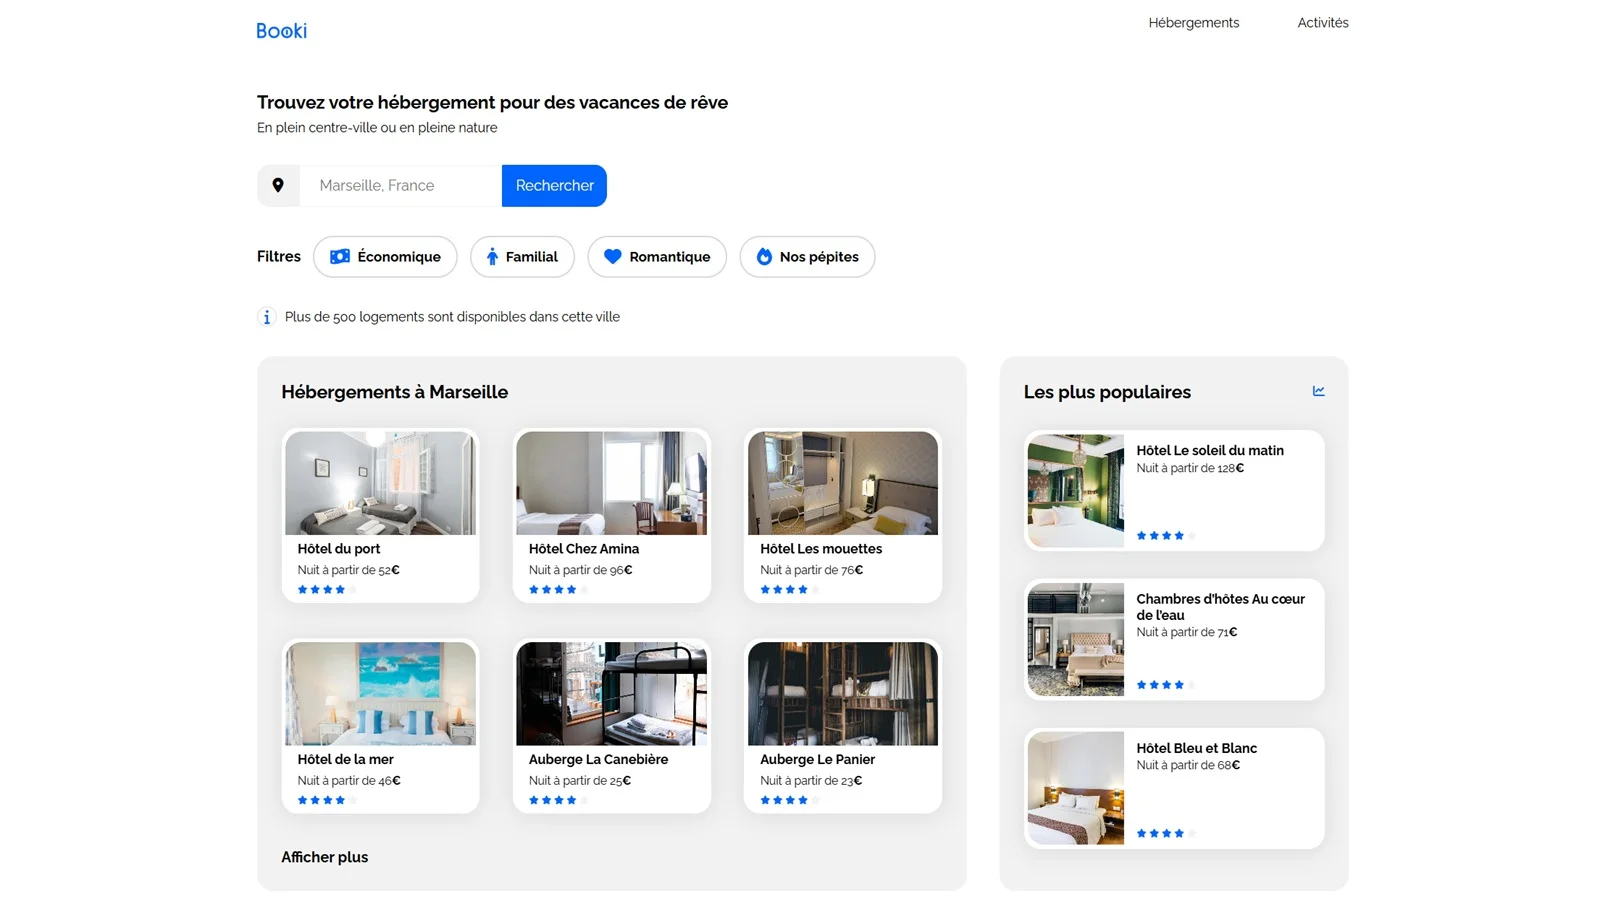 Booki
Hébergements
Activités
Trouvez votre hébergement pour des vacances de rêve
En plein centre-ville ou en pleine nature
Marseille, France
Rechercher
Filtres
Économique
Familial
Romantique
Nos pépites
Plus de 500 logements sont disponibles dans cette ville
Hébergements à Marseille
Hôtel du port
Nuit à partir de 52€
Hôtel Chez Amina
Nuit à partir de 96€
Hôtel Les mouettes
Nuit à partir de 76€
Hôtel de la mer
Nuit à partir de 46€
Auberge La Canebière
Nuit à partir de 25€
Auberge Le Panier
Nuit à partir de 23€
Afficher plus
Les plus populaires
Hôtel Le soleil du matin
Nuit à partir de 128€
Chambres d'hôtes Au cœur
de l'eau
Nuit à partir de 71€
Hôtel Bleu et Blanc
Nuit à partir de 68€